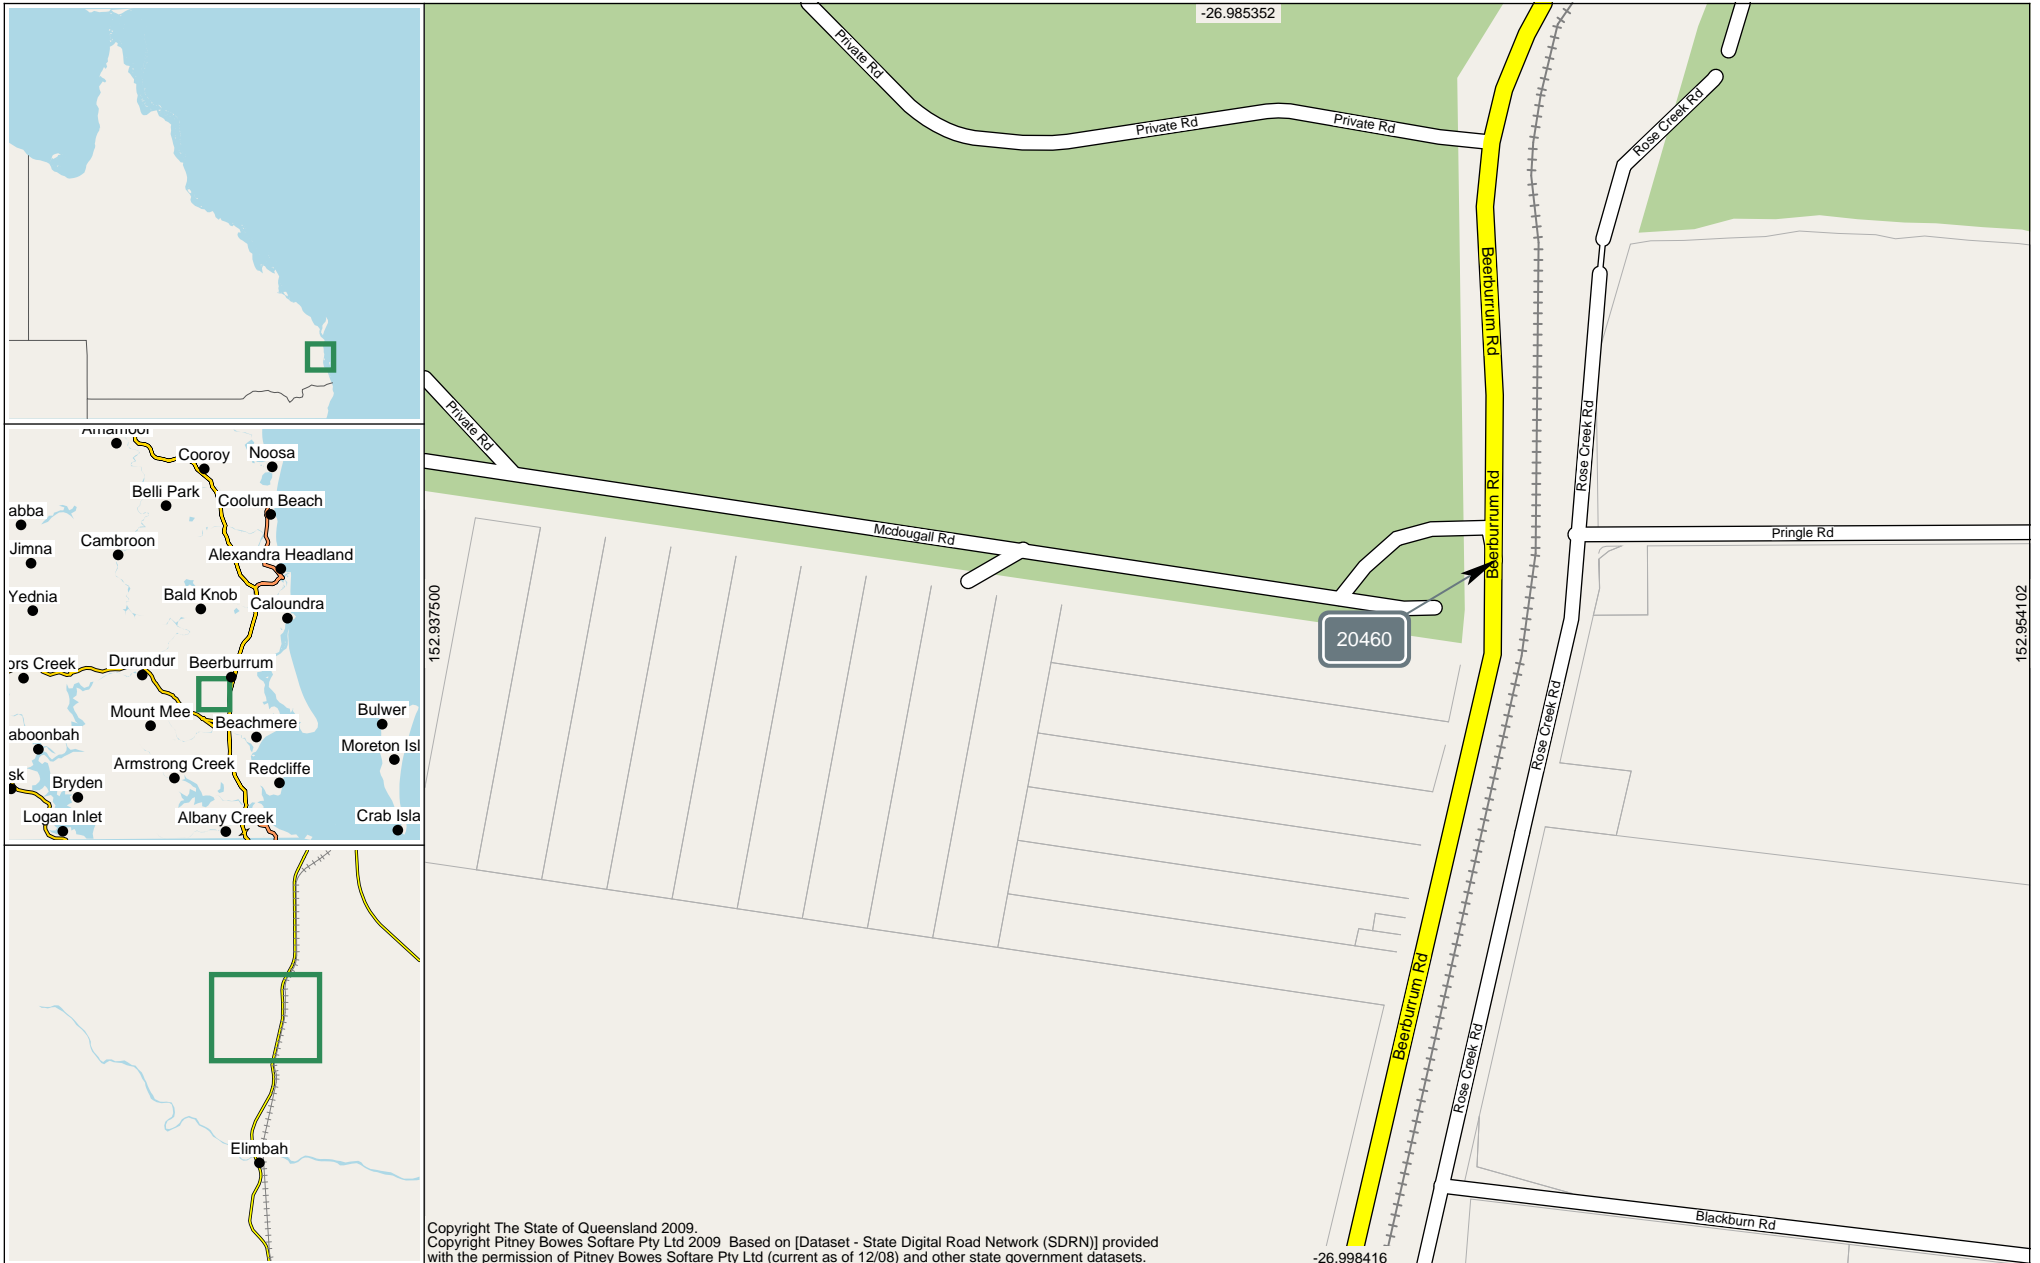 -26.985352
Private Rd
Private Rd
Private Rd
Rose Creek Rd
Beerburrum Rd
Private Rd
Rose Creek Rd
Beerburrum Rd
Mcdougall Rd
Pringle Rd
152.937500
152.954102
20460
Rose Creek Rd
Beerburrum Rd
Rose Creek Rd
Blackburn Rd
-26.998416
Cooroy
Noosa
Belli Park
Coolum Beach
abba
Jimna
Cambroon
Alexandra Headland
Yednia
Bald Knob
Caloundra
ors Creek
Durundur
Beerburrum
Mount Mee
Beachmere
Bulwer
aboonbah
Moreton Isl
Armstrong Creek
Redcliffe
sk
Bryden
Logan Inlet
Albany Creek
Crab Isla
Elimbah
Copyright The State of Queensland 2009.
Copyright Pitney Bowes Softare Pty Ltd 2009 Based on [Dataset - State Digital Road Network (SDRN)] provided
with the permission of Pitney Bowes Softare Pty Ltd (current as of 12/08) and other state government datasets.